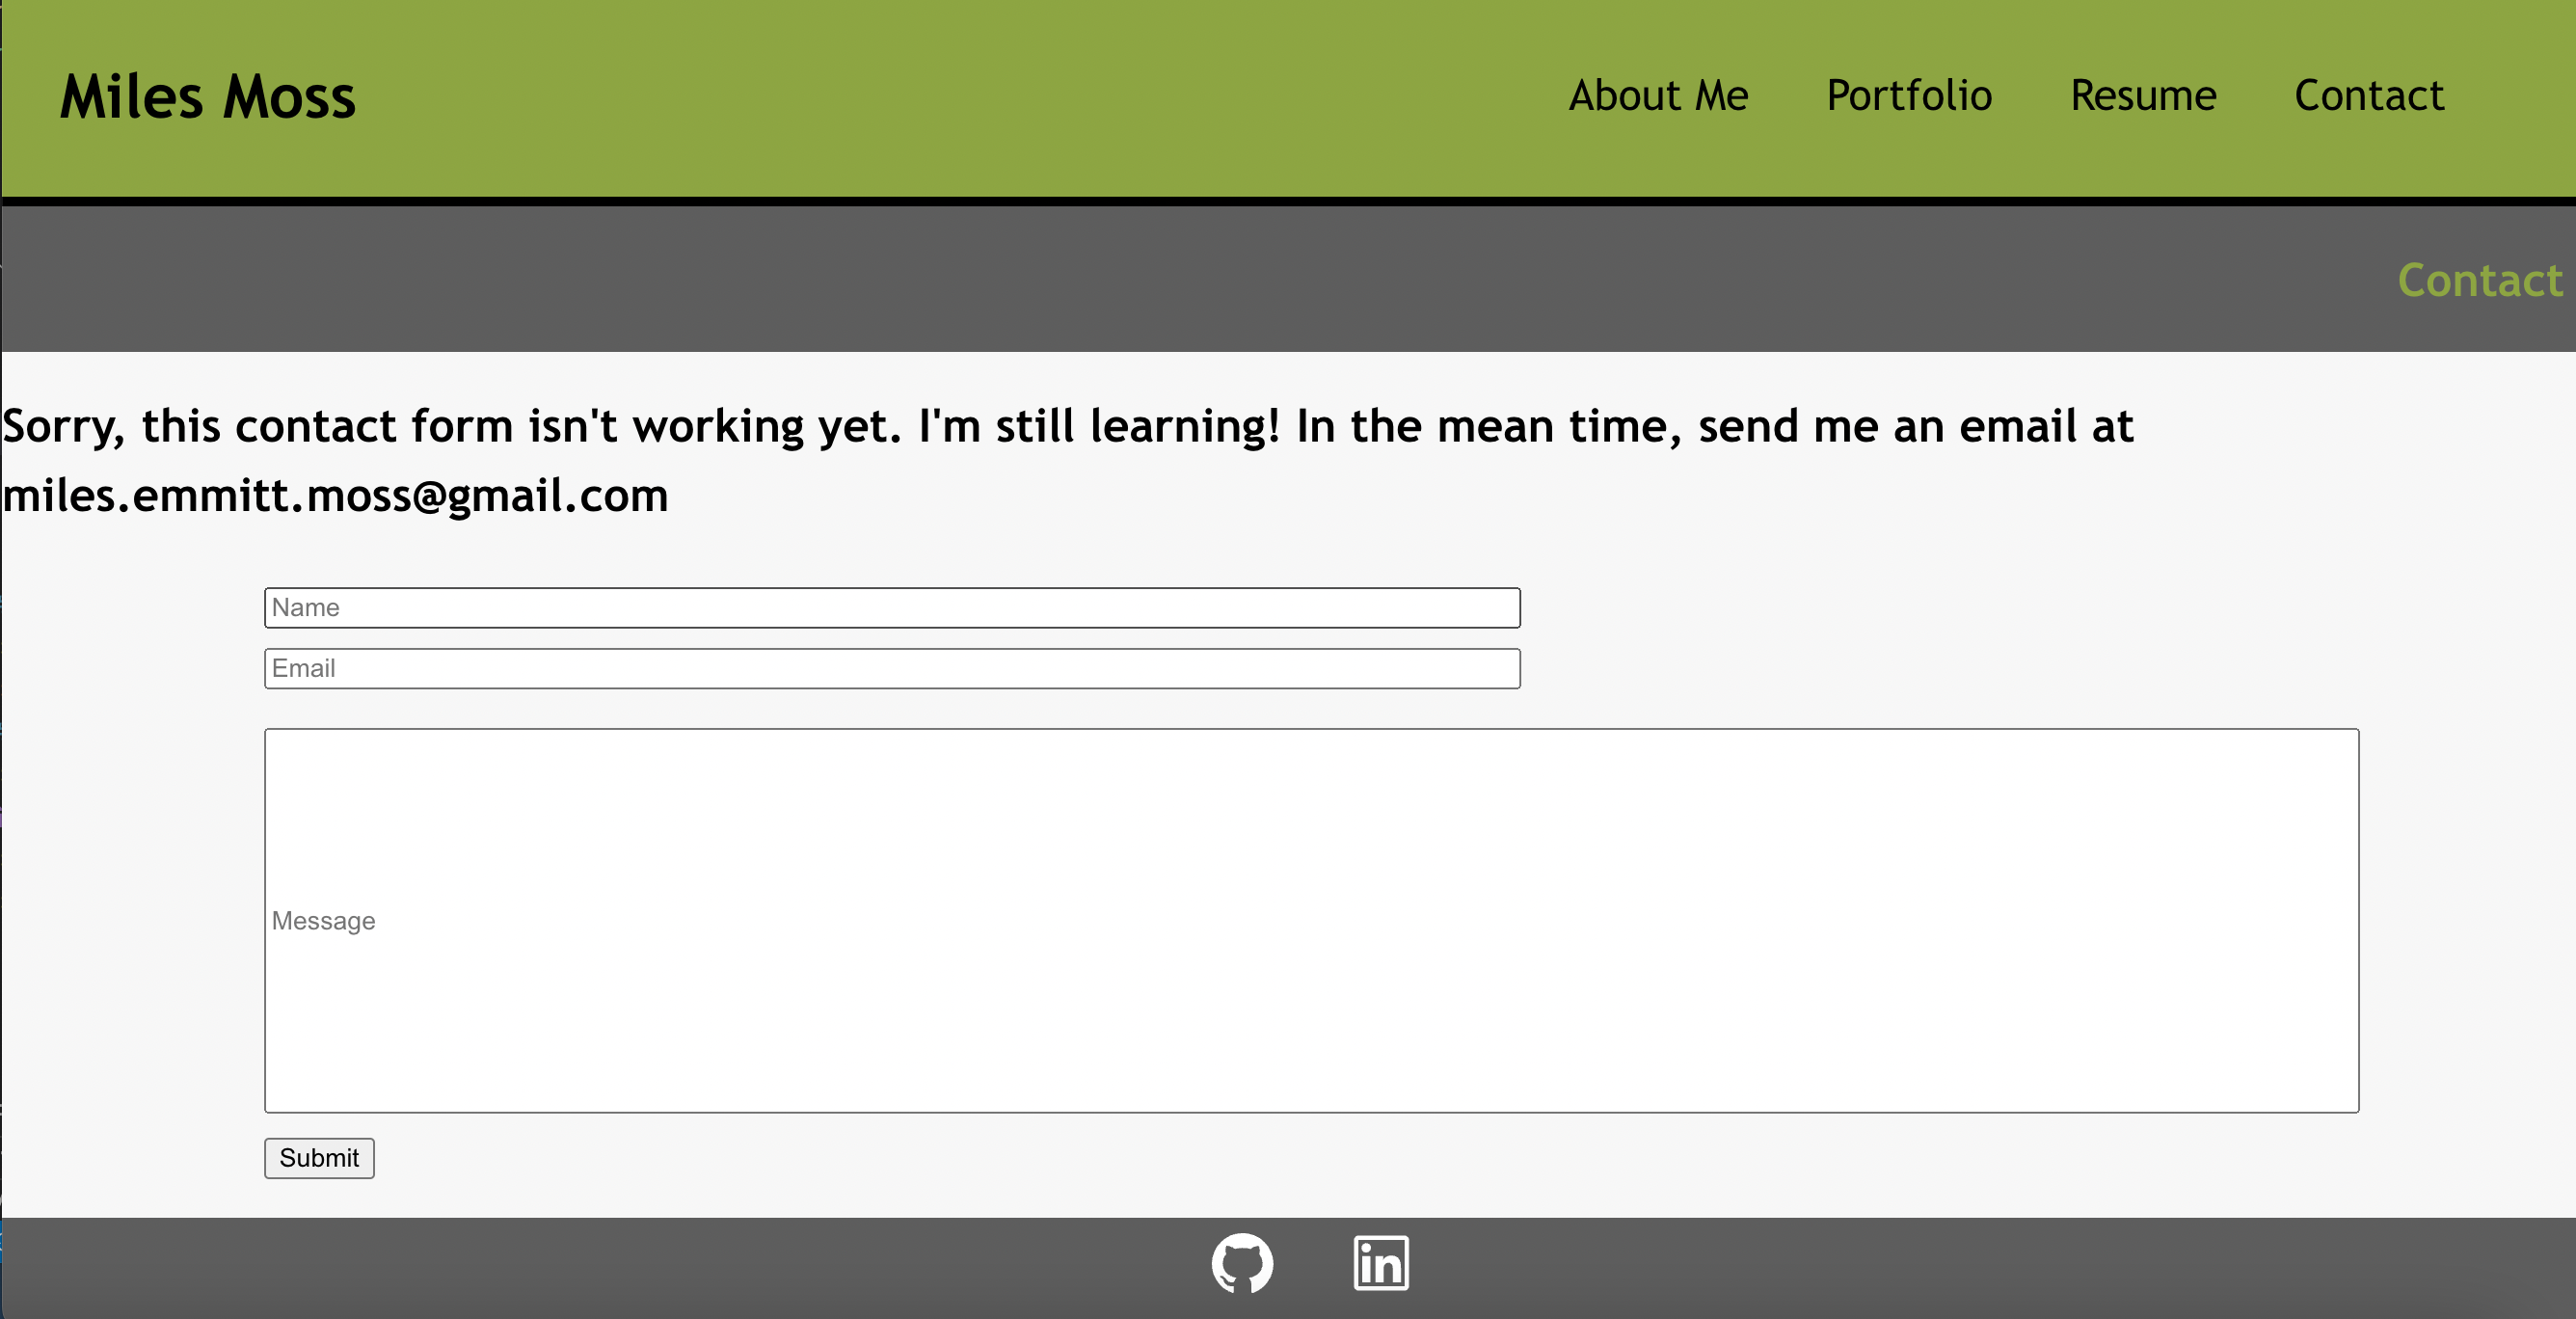 Miles Moss
About Me Portfolio Resume Contact
Contact
Sorry, this contact form isn't working yet. I'm still learning! In the mean time, send me an email at
miles.emmitt.moss@gmail.com
Name
Email
Message
Submit
in